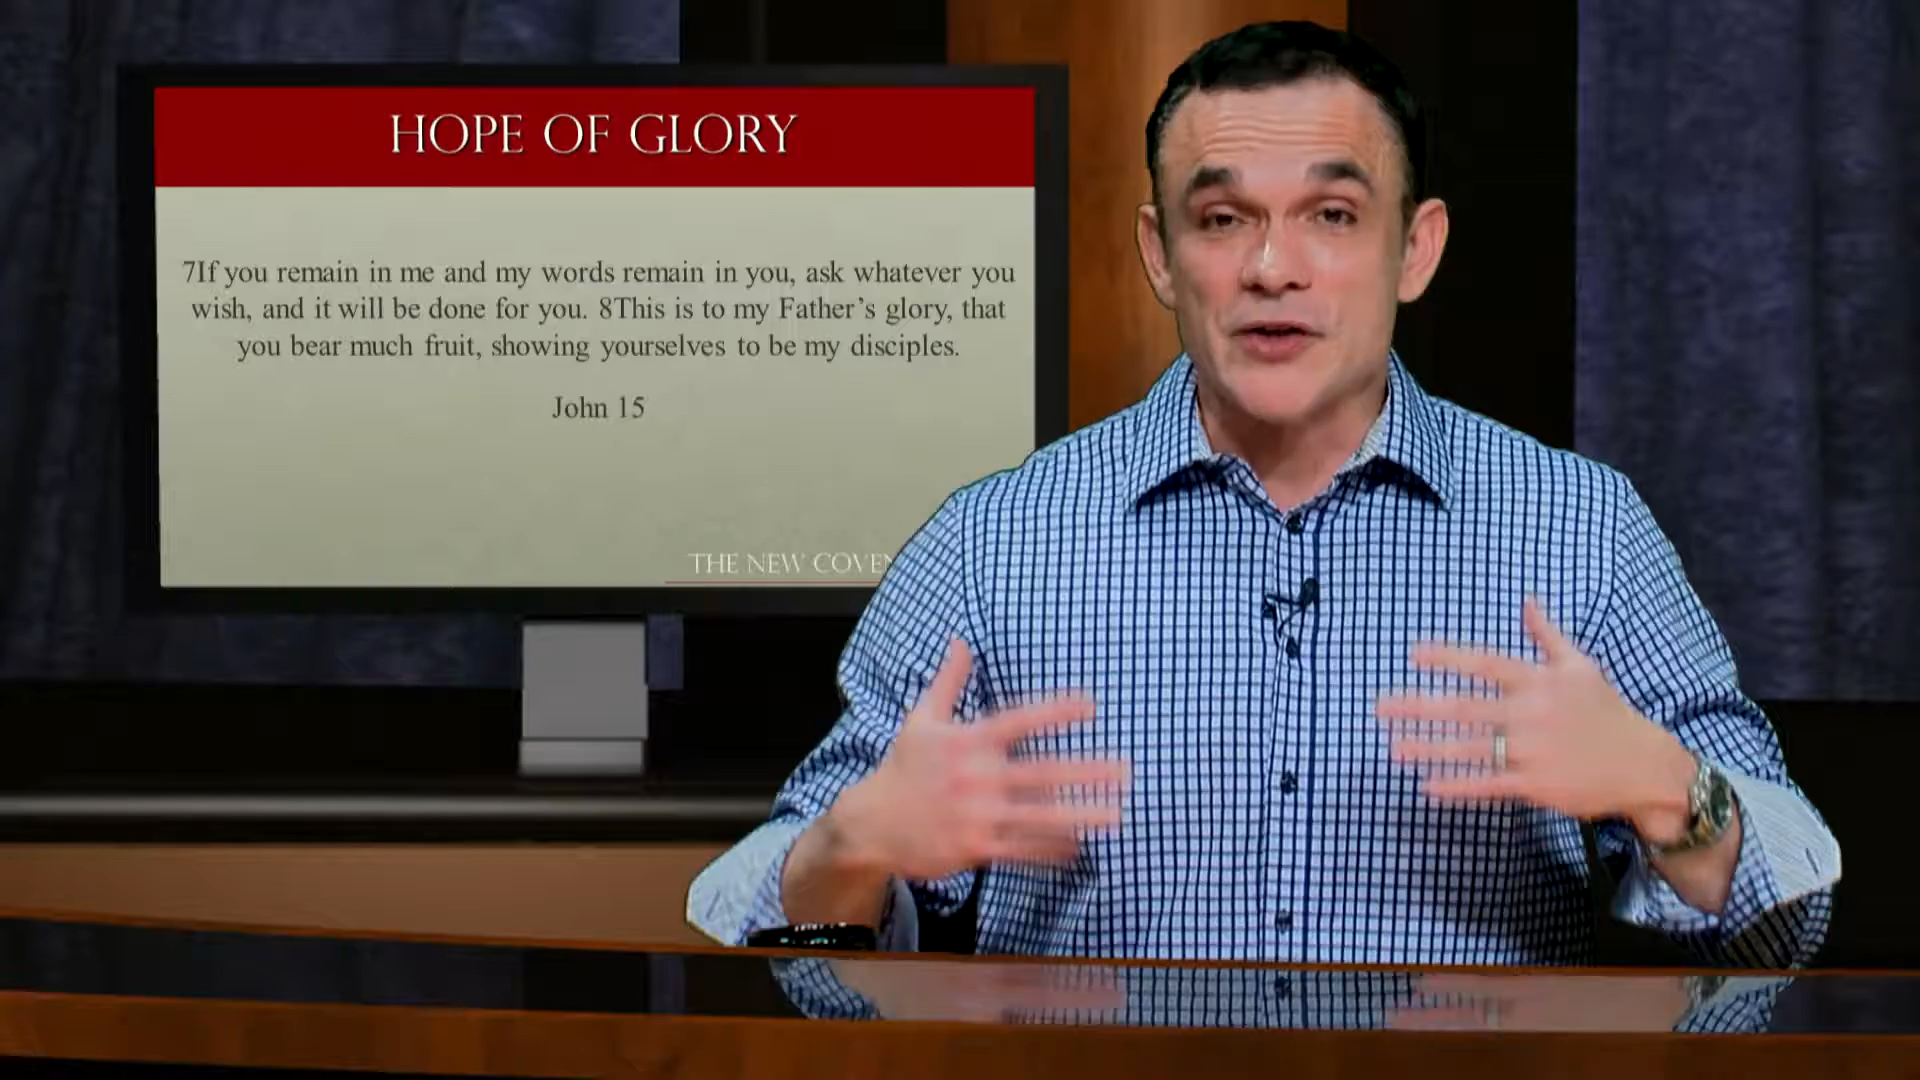 HOPE OF GLORY
7If you remain in me and my words remain in you, ask whatever you
wish, and it will be done for you. 8This is to my Father’s glory, that
you bear much fruit, showing yourselves to be my disciples.
John 15
THE NEW